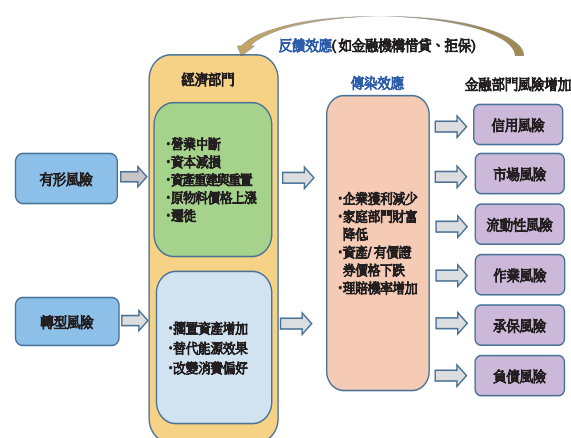 反饋效應(如金融機構惜貸、拒保)
經濟部門
傳染效應
金融部門風險增加
有形風險
•營業中斷
•資本減損
•資產重建與重置
•原物料價格上漲
•遷徙
轉型風險
•擱置資產增加
•替代能源效果
•改變消費偏好
•企業獲利減少
•家庭部門財富
降低
•資產/有價證
券價格下跌
•理賠機率增加
信用風險
市場風險
流動性風險
作業風險
承保風險
負債風險